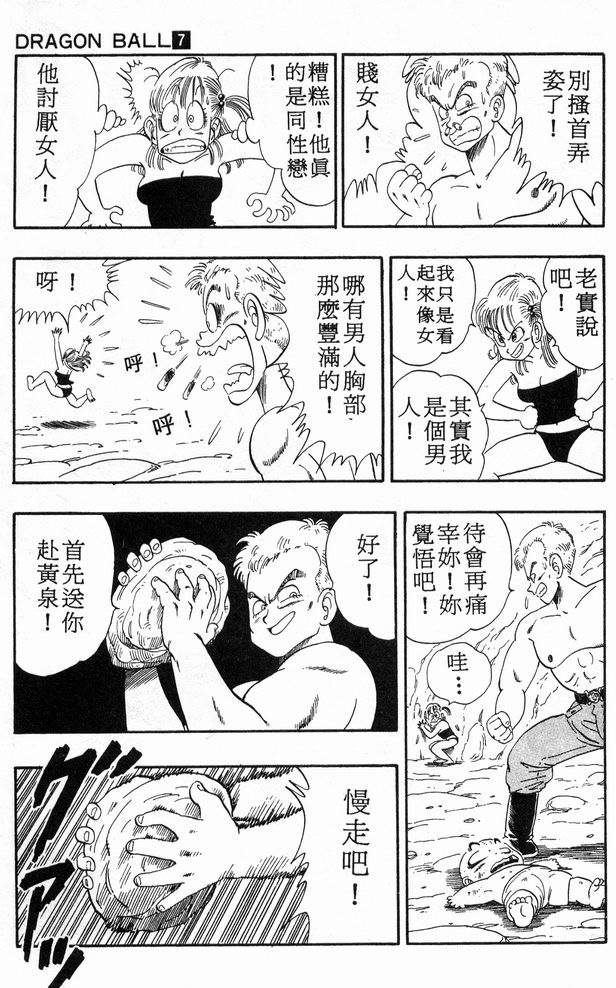 DRAGON BALL 7
別搔首弄
姿了！
賤女人！
糟糕！他真
的是同性戀
！
他討厭女人！
老實說
吧！
我只是看
起來像女
人！
其實我
是個男
人！
哪有男人胸部
那麼豐滿的！
呼！
呼！
呀！
待會再痛
宰妳！妳
覺悟吧！
哇…
好了！
首先送你
赴黃泉！
慢走吧！
グ
グ
ァッ